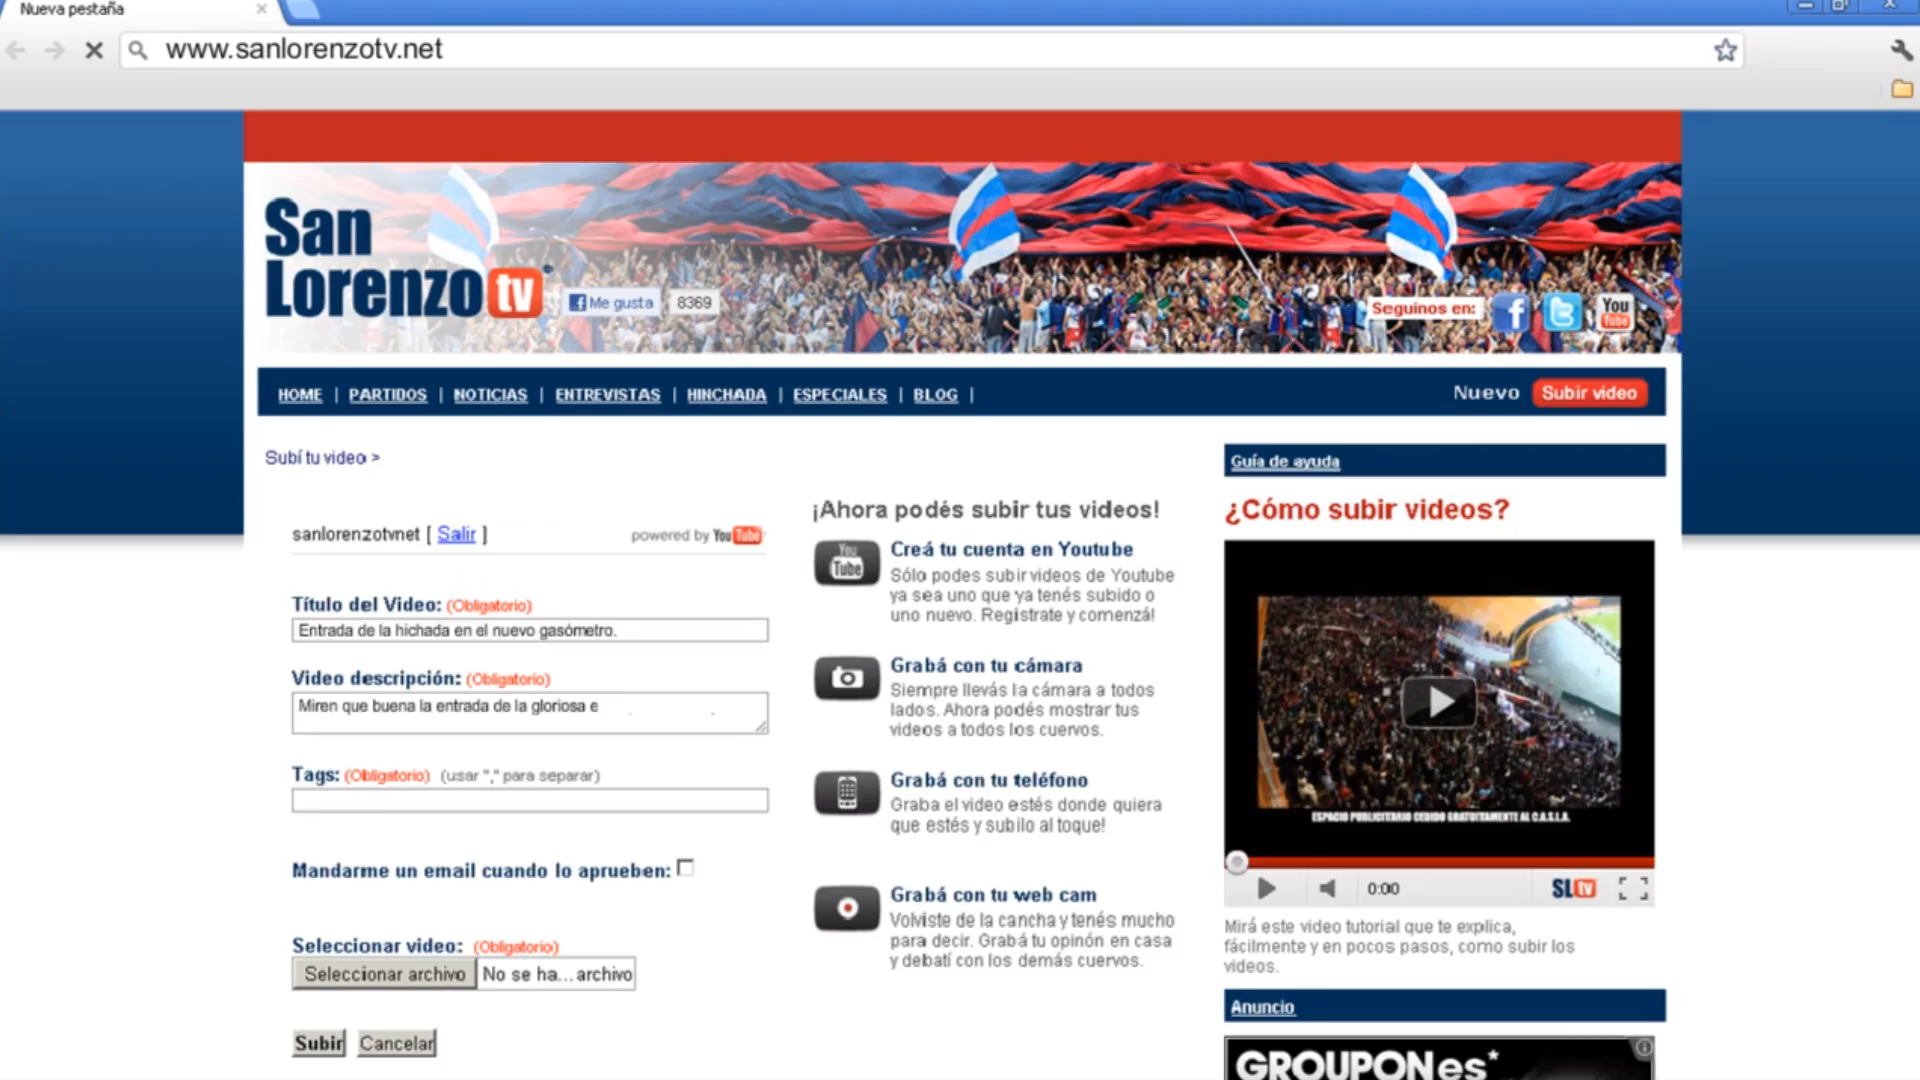 Nueva pestaña
www.sanlorenzotv.net
San
Lorenzo tv
Me gusta 8369
Seguinos en:
You
Tube
HOME | PARTIDOS | NOTICIAS | ENTREVISTAS | HINCHADA | ESPECIALES | BLOG |
Nuevo Subir video
Subí tu video >
sanlorenzotvnet [ Salir ]
powered by YouTube
Título del Video: (Obligatorio)
Entrada de la hichada en el nuevo gasómetro.
Video descripción: (Obligatorio)
Miren que buena la entrada de la gloriosa e
Tags: (Obligatorio) (usar "," para separar)
Mandarme un email cuando lo aprueben:
Seleccionar video: (Obligatorio)
Seleccionar archivo No se ha... archivo
Subir Cancelar
¡Ahora podés subir tus videos!
You
Tube
Creá tu cuenta en Youtube
Sólo podes subir videos de Youtube
ya sea uno que ya tenés subido o
uno nuevo. Registrate y comenzá!
Grabá con tu cámara
Siempre llevás la cámara a todos
lados. Ahora podés mostrar tus
videos a todos los cuervos.
Grabá con tu teléfono
Graba el video estés donde quiera
que estés y subilo al toque!
Grabá con tu web cam
Volviste de la cancha y tenés mucho
para decir. Grabá tu opinón en casa
y debatí con los demás cuervos.
Guía de ayuda
¿Cómo subir videos?
ESPACIO PUBLICITARIO CEDIDO GRATUITAMENTE AL C.A.S.L.A.
0:00
SLtv
Mirá este video tutorial que te explica,
fácilmente y en pocos pasos, como subir los
videos.
Anuncio
GROUPONes*